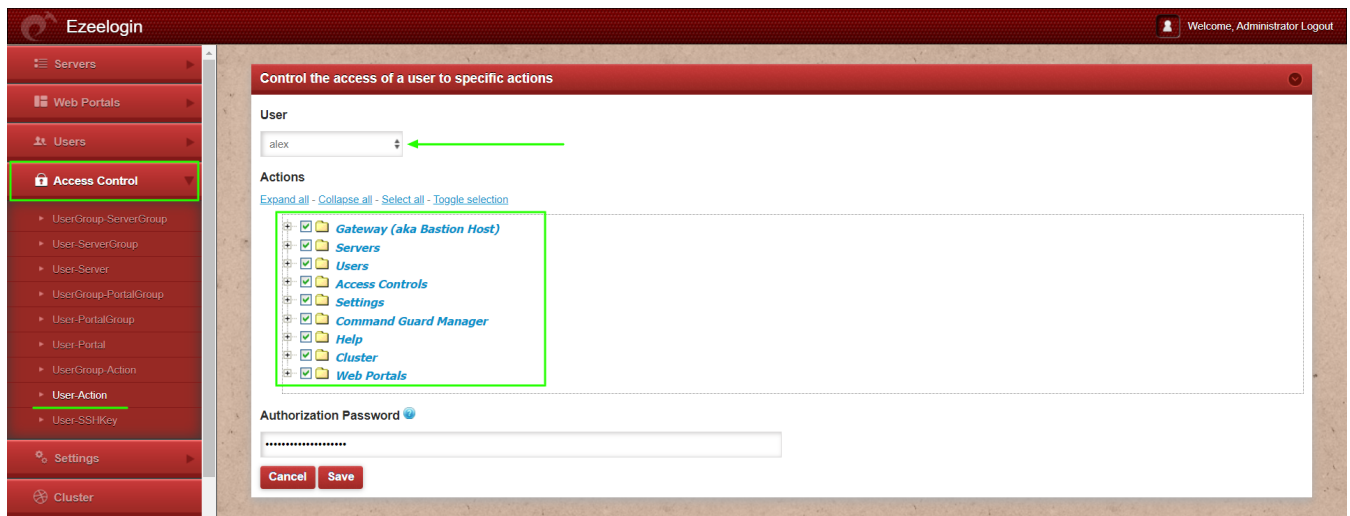 Ezeelogin
Welcome, Administrator Logout
Servers
Web Portals
Users
Access Control
UserGroup-ServerGroup
User-ServerGroup
User-Server
UserGroup-PortalGroup
User-PortalGroup
User-Portal
UserGroup-Action
User-Action
User-SSHKey
Settings
Cluster
Control the access of a user to specific actions
User
alex
Actions
Expand all - Collapse all - Select all - Toggle selection
Gateway (aka Bastion Host)
Servers
Users
Access Controls
Settings
Command Guard Manager
Help
Cluster
Web Portals
Authorization Password
Cancel Save